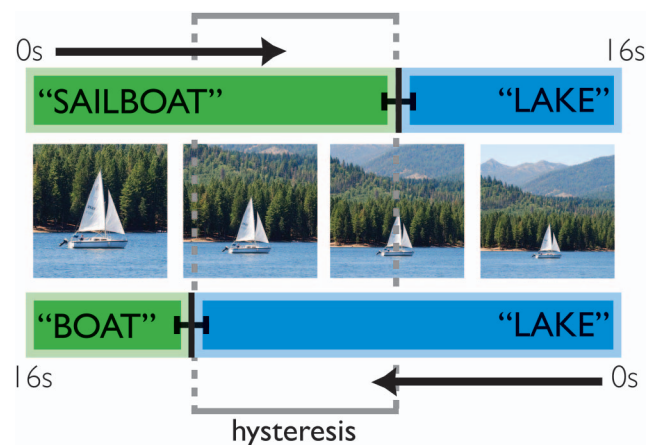 0s
16s
“SAILBOAT”
“LAKE”
“BOAT”
“LAKE”
16s
0s
hysteresis